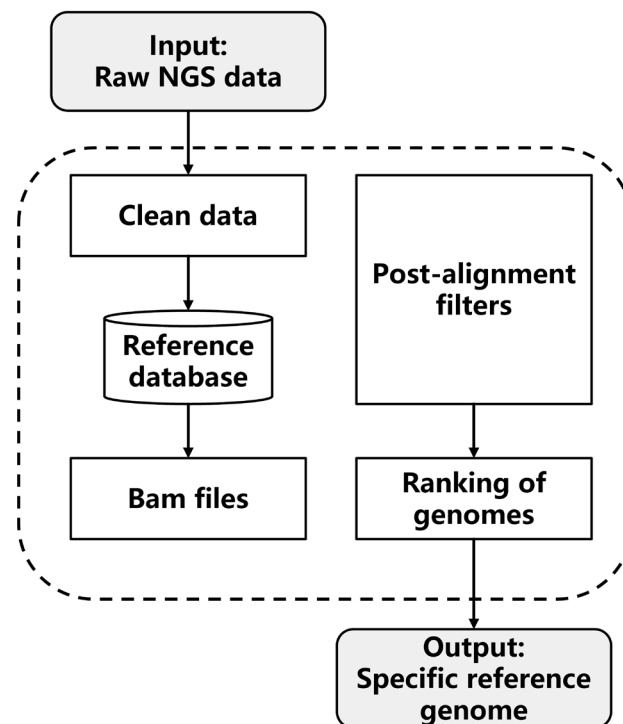 Input:
Raw NGS data
Clean data
Reference
database
Bam files
Post-alignment
filters
Ranking of
genomes
Output:
Specific reference
genome